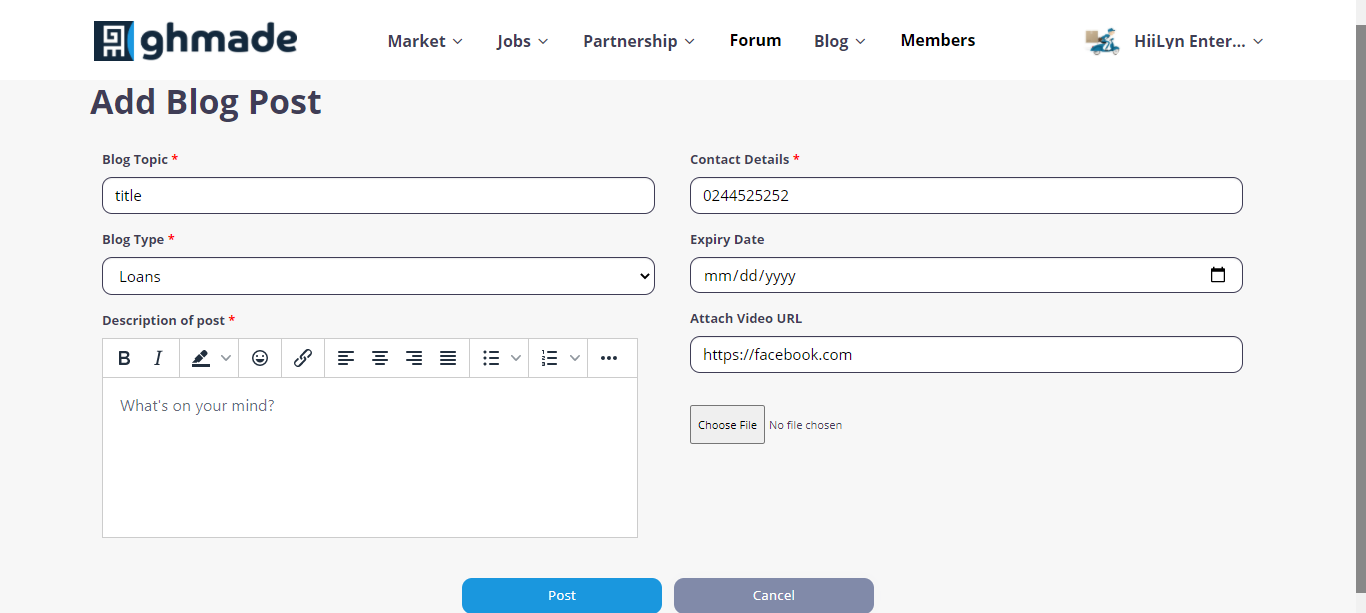 ghmade
Market Jobs Partnership Forum Blog Members HiiLyn Enter...
Add Blog Post
Blog Topic *
title
Blog Type *
Loans
Description of post *
B I
What's on your mind?
Contact Details *
0244525252
Expiry Date
mm/dd/yyyy
Attach Video URL
https://facebook.com
Choose File No file chosen
Post Cancel